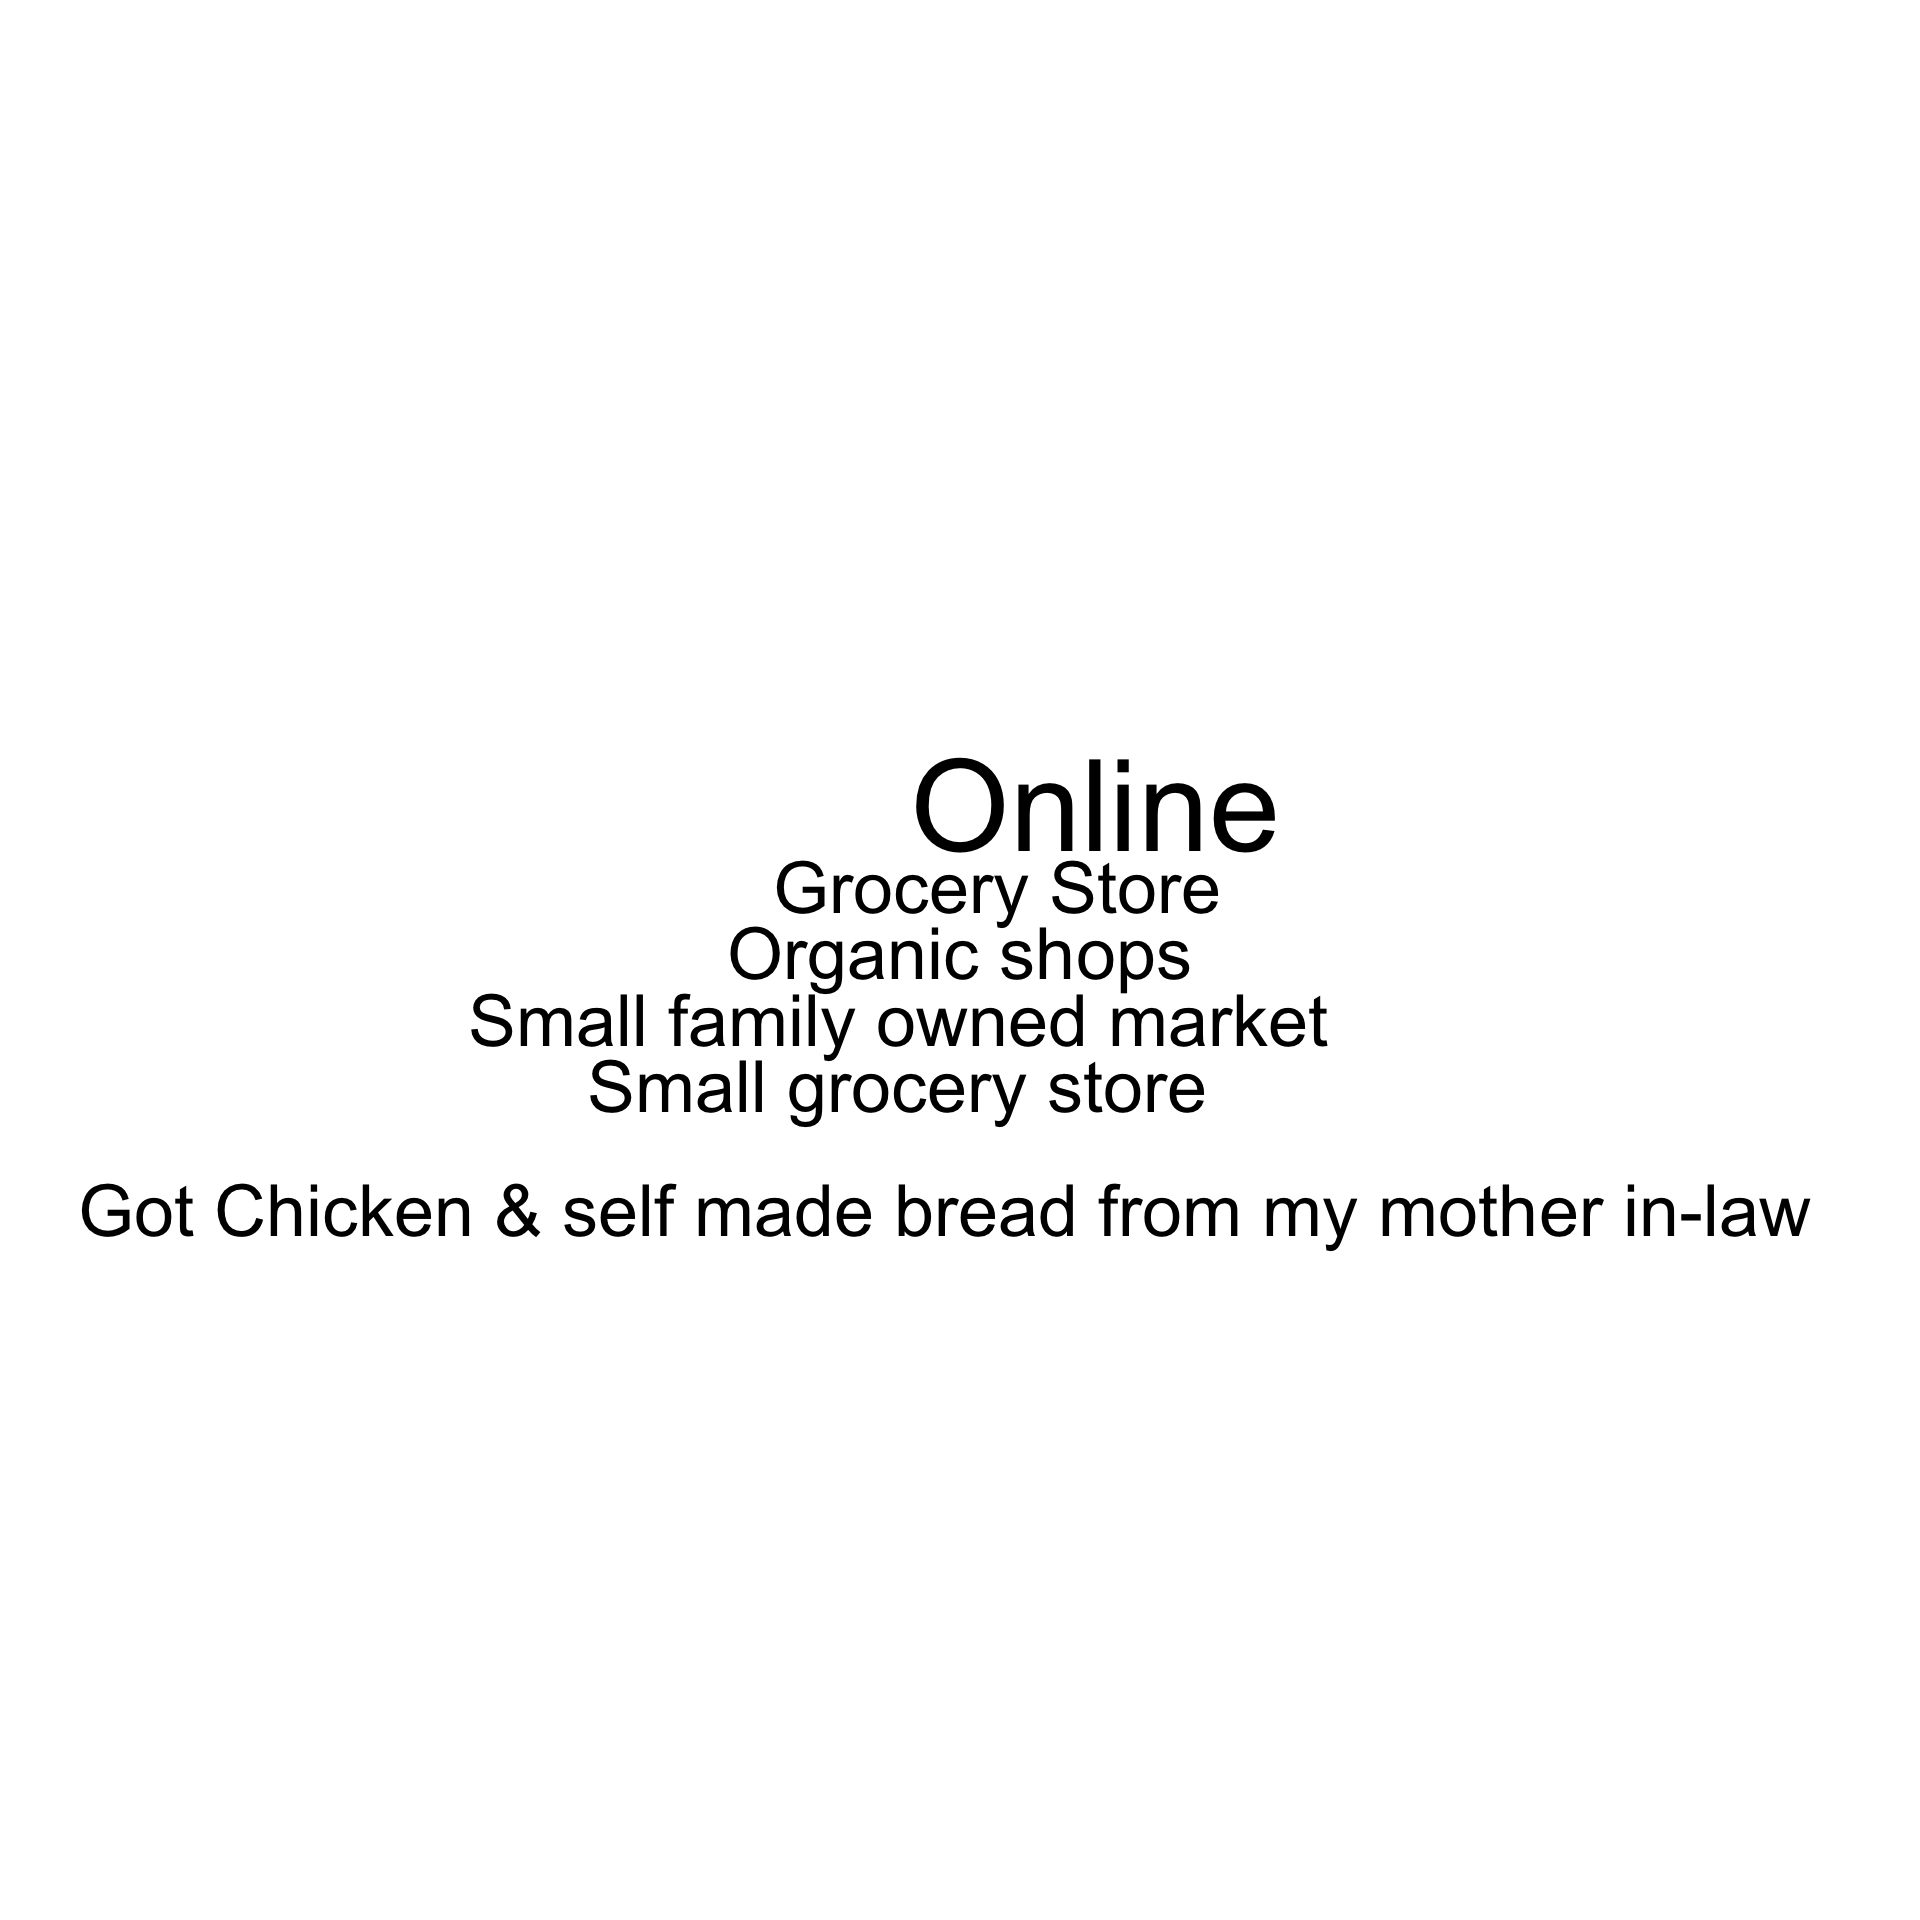 Online
Grocery Store
Organic shops
Small family owned market
Small grocery store
Got Chicken & self made bread from my mother in-law